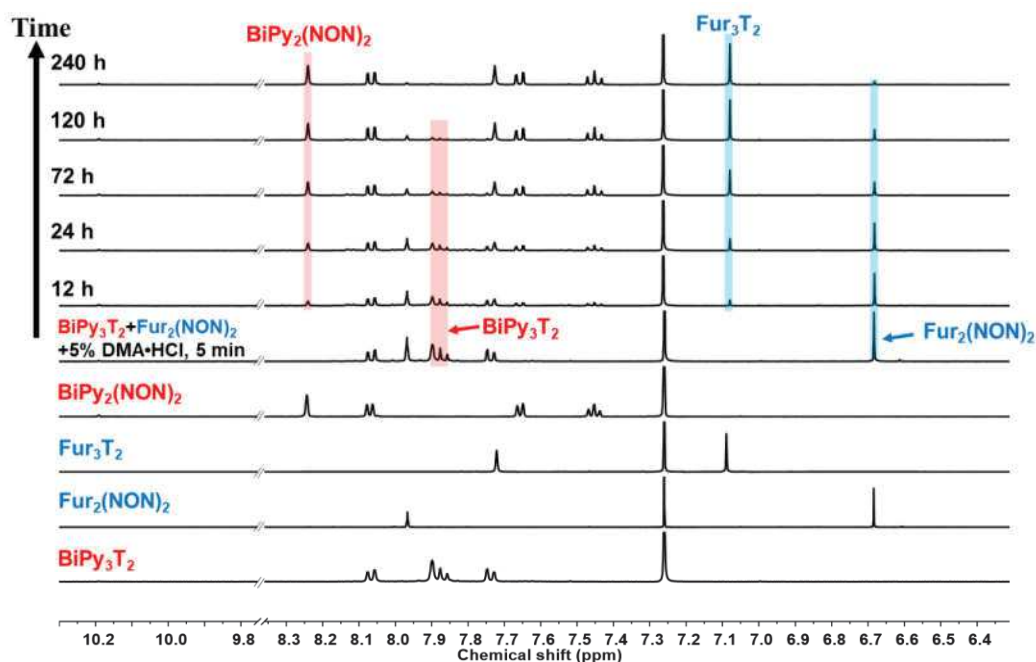 Time
BiPy₂(NON)₂
Fur₃T₂
240 h
120 h
72 h
24 h
12 h
BiPy₃T₂
BiPy₃T₂+Fur₂(NON)₂
+5% DMA•HCl, 5 min
Fur₂(NON)₂
BiPy₂(NON)₂
Fur₃T₂
Fur₂(NON)₂
BiPy₃T₂
10.2 10.0 9.8 8.3 8.2 8.1 8.0 7.9 7.8 7.7 7.6 7.5 7.4 7.3 7.2 7.1 7.0 6.9 6.8 6.7 6.6 6.5 6.4
Chemical shift (ppm)